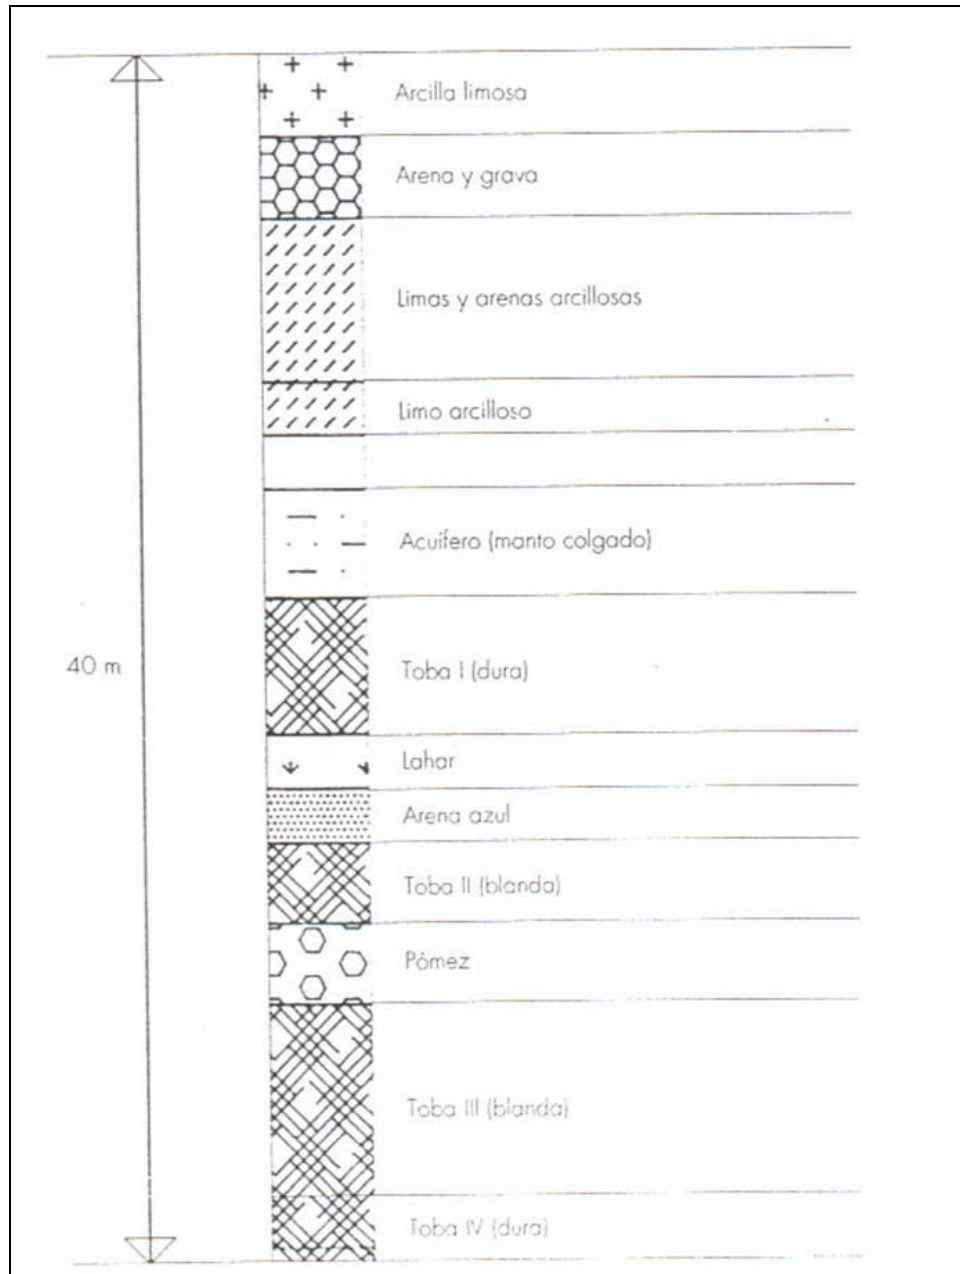 Arcilla limosa
Arena y grava
Limas y arenas arcillosas
Limo arcilloso
Acuífero (manto colgado)
40 m
Toba I (dura)
Lahar
Arena azúl
Toba II (blanda)
Pómez
Toba III (blanda)
Toba IV (dura)